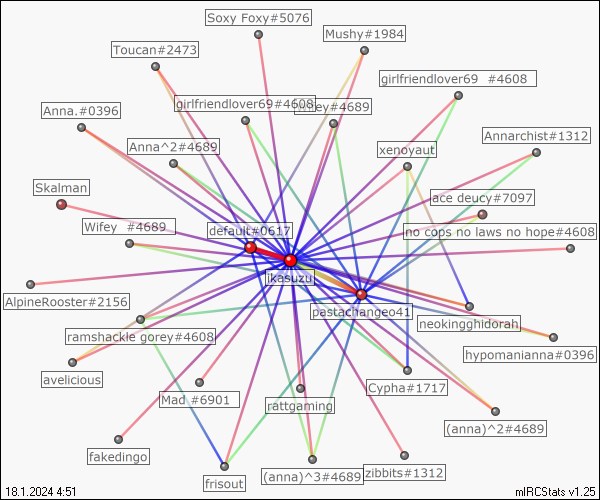 Soxy Foxy#5076
Mushy#1984
Toucan#2473
girlfriendlover69 #4608
girlfriendlover69#4608
ey#4689
Anna.#0396
Annarchist#1312
Anna^2#4689
xenoyaut
Skalman
ace deucy#7097
Wifey #4689
default#0617
no cops no laws no hope#4608
ikasuzu
AlpineRooster#2156
pastachangeo41
neokingghidorah
ramshackle gorey#4608
hypomanianna#0396
avelicious
Cypha#1717
Mad #6901
rattgaming
(anna)^2#4689
fakedingo
frisout
(anna)^3#4689
zibbits#1312
18.1.2024 4:51
mIRCStats v1.25